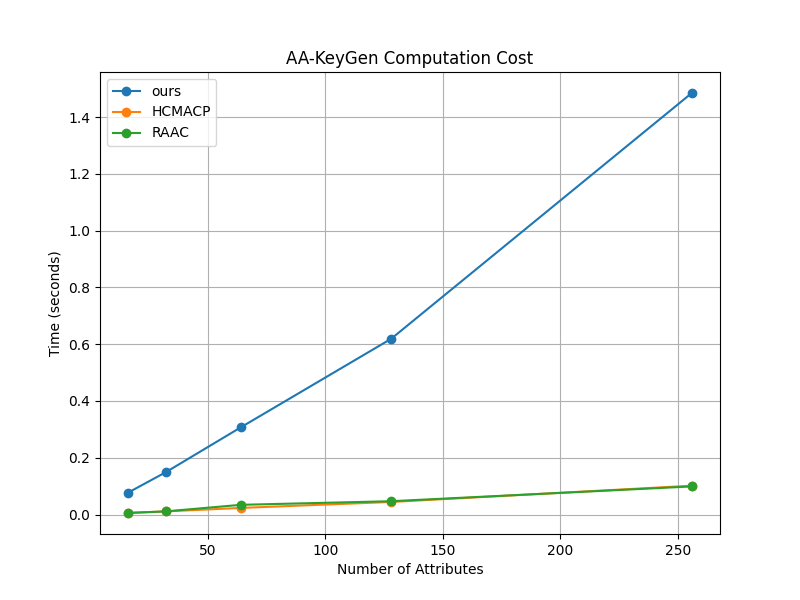 AA-KeyGen Computation Cost
ours
HCMACP
RAAC
1.4
1.2
1.0
0.8
0.6
0.4
0.2
0.0
Time (seconds)
50 100 150 200 250
Number of Attributes